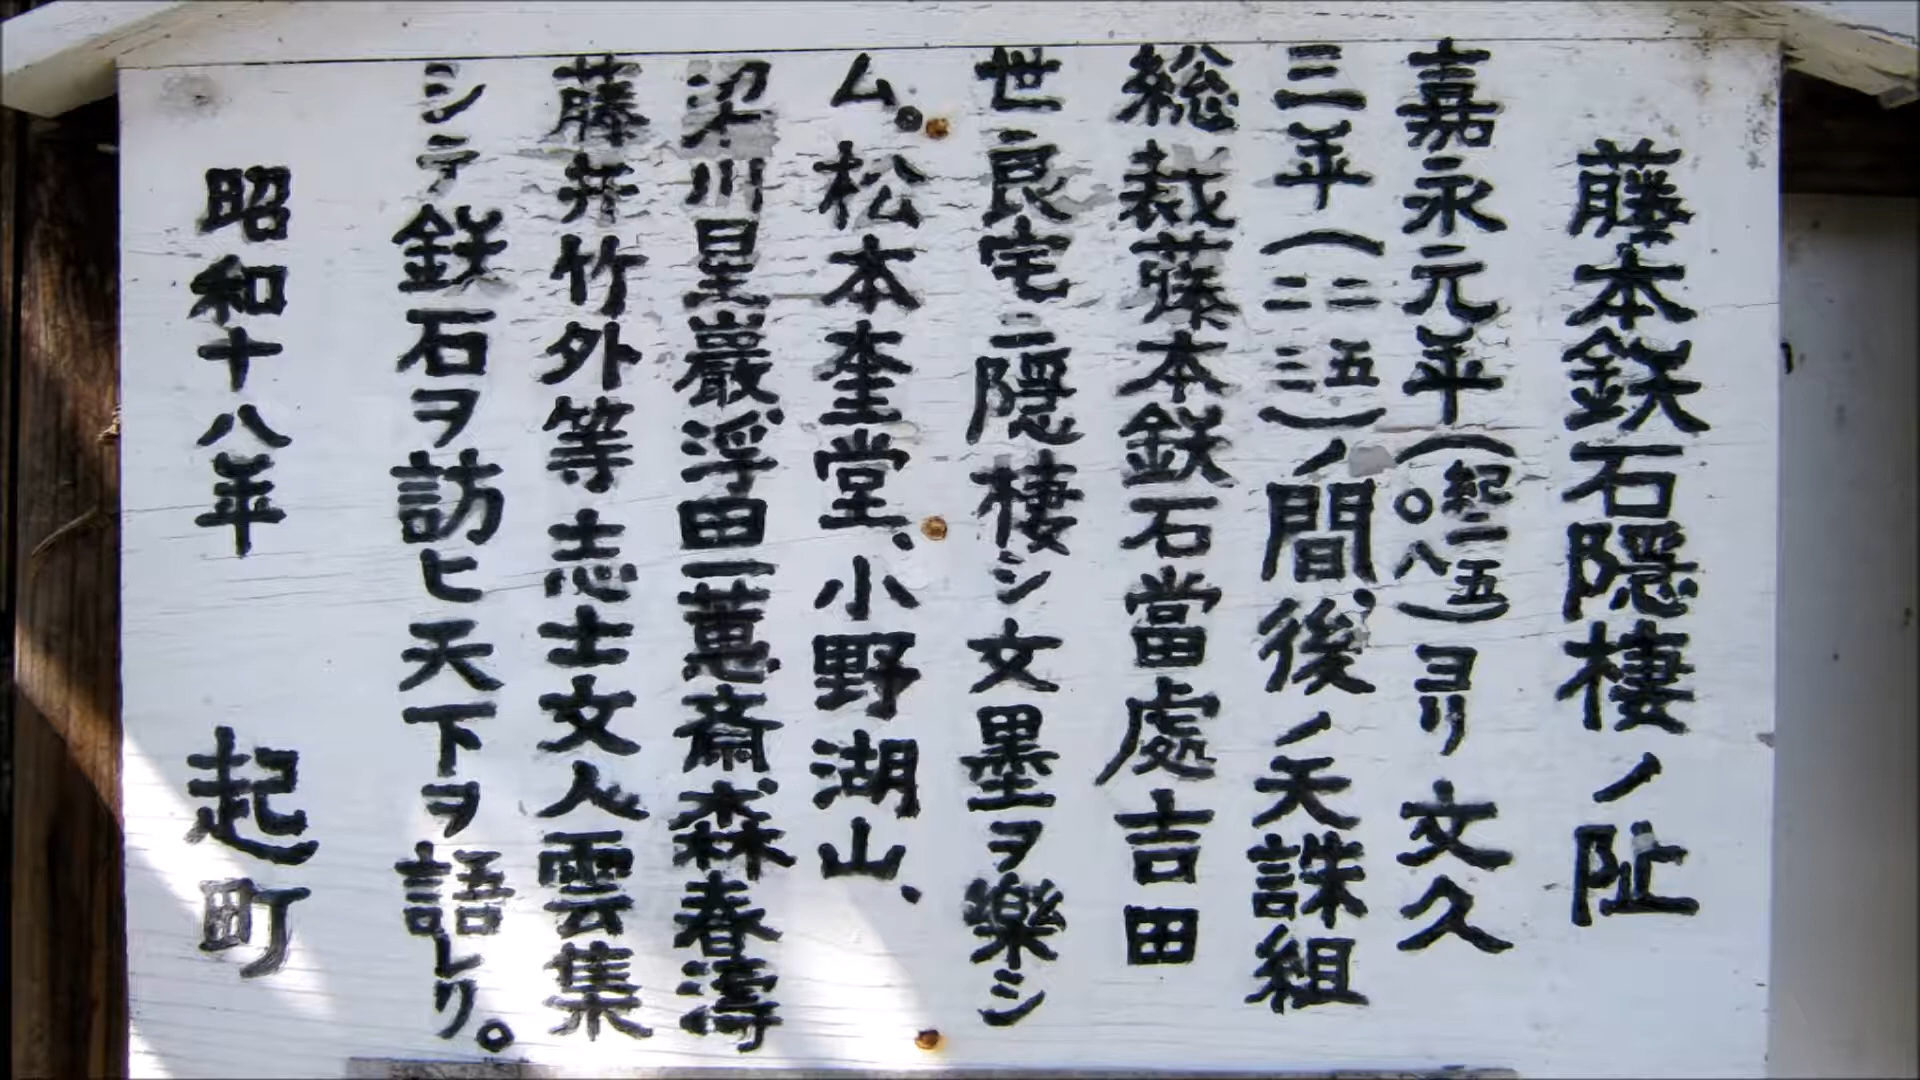 藤本鉄石隠棲ノ阯
嘉永元年(紀二五〇八)ヨリ文久
三年(二五二三)ノ間後ノ天誅組
総裁藤本鉄石當處吉田
世良宅ニ隠棲シ文墨ヲ樂シ
ム。松本奎堂、小野湖山、
梁川星巖、浮田一蕙斎、森春濤
藤井竹外等志士文人雲集
シテ鉄石ヲ訪ヒ天下ヲ語レリ。
昭和十八年 起町